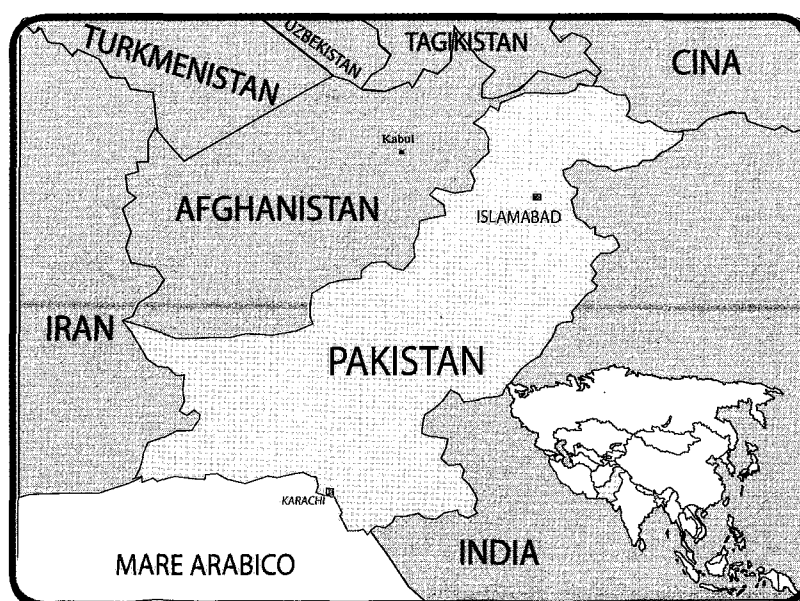 TURKMENISTAN
UZBEKISTAN
TAGIKISTAN
CINA
Kabul
AFGHANISTAN
ISLAMABAD
IRAN
PAKISTAN
KARACHI
MARE ARABICO
INDIA